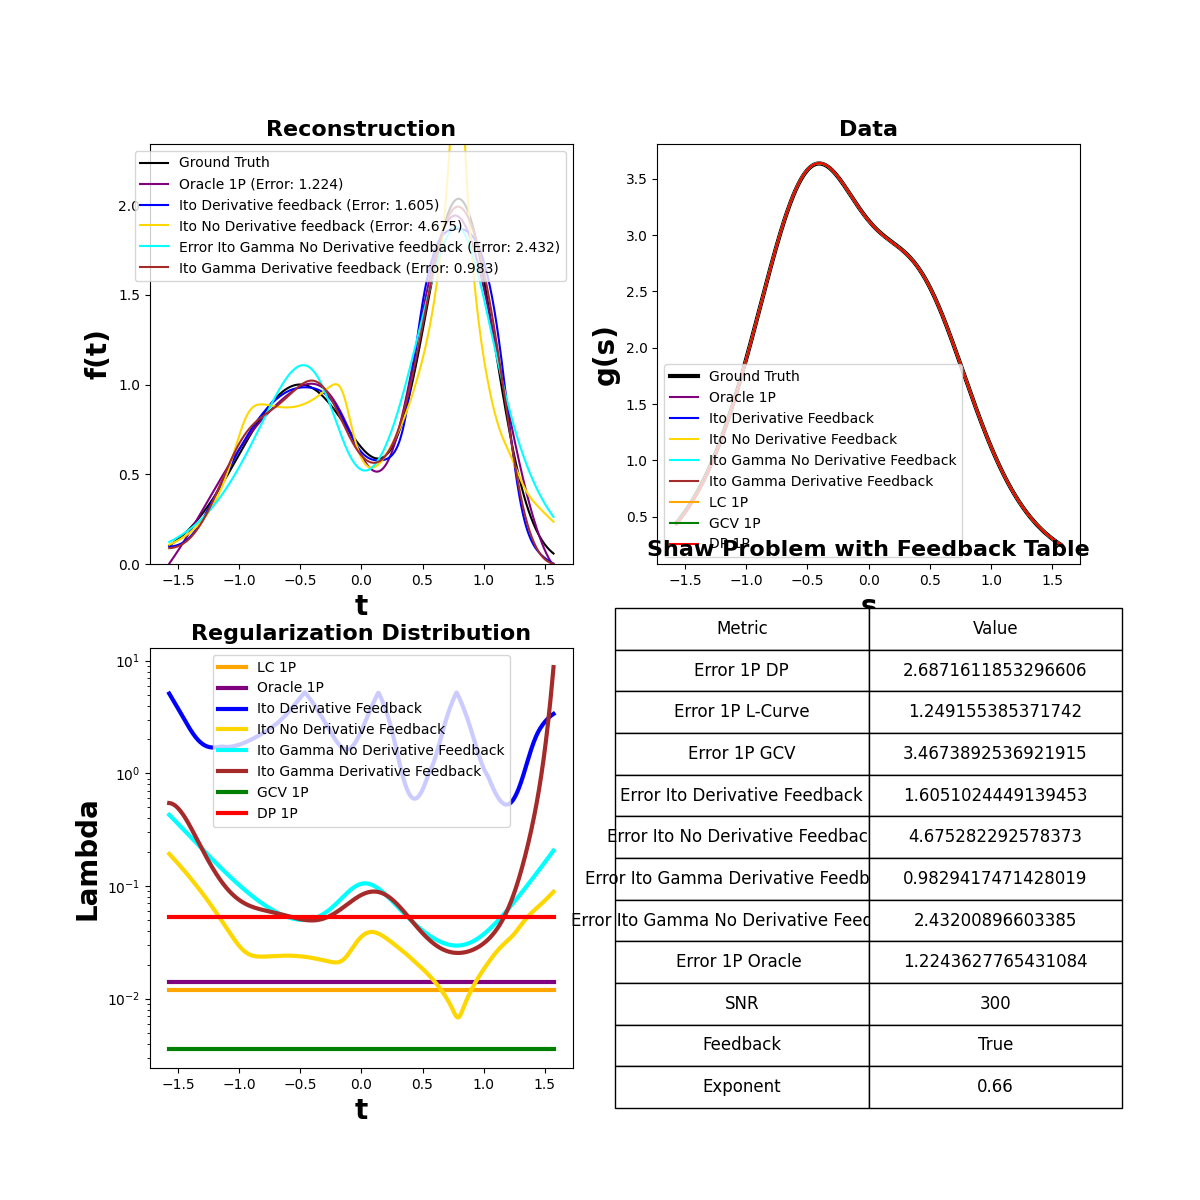 Reconstruction
f(t)
2.0
1.5
1.0
0.5
0.0
Ground Truth
Oracle 1P (Error: 1.224)
Ito Derivative feedback (Error: 1.605)
Ito No Derivative feedback (Error: 4.675)
Error Ito Gamma No Derivative feedback (Error: 2.432)
Ito Gamma Derivative feedback (Error: 0.983)
−1.5 −1.0 −0.5 0.0 0.5 1.0 1.5
t
Data
g(s)
3.5
3.0
2.5
2.0
1.5
1.0
0.5
Ground Truth
Oracle 1P
Ito Derivative Feedback
Ito No Derivative Feedback
Ito Gamma No Derivative Feedback
Ito Gamma Derivative Feedback
LC 1P
GCV 1P
DP 1P
−1.5 −1.0 −0.5 0.0 0.5 1.0 1.5
s
Regularization Distribution
Lambda
10¹
10⁰
10⁻¹
10⁻²
LC 1P
Oracle 1P
Ito Derivative Feedback
Ito No Derivative Feedback
Ito Gamma No Derivative Feedback
Ito Gamma Derivative Feedback
GCV 1P
DP 1P
−1.5 −1.0 −0.5 0.0 0.5 1.0 1.5
t
Shaw Problem with Feedback Table
Metric Value
Error 1P DP 2.6871611853296606
Error 1P L-Curve 1.249155385371742
Error 1P GCV 3.4673892536921915
Error Ito Derivative Feedback 1.6051024449139453
Error Ito No Derivative Feedbac 4.675282292578373
Error Ito Gamma Derivative Feedb 0.9829417471428019
Error Ito Gamma No Derivative Feed 2.43200896603385
Error 1P Oracle 1.2243627765431084
SNR 300
Feedback True
Exponent 0.66